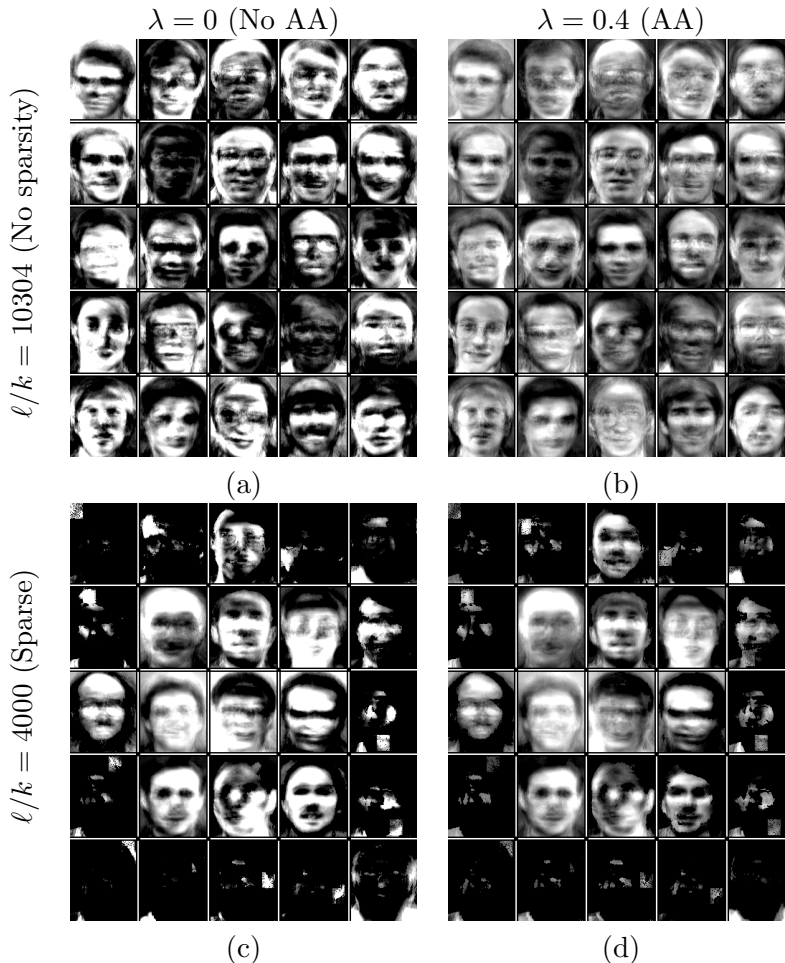 λ = 0 (No AA)
λ = 0.4 (AA)
ℓ/k = 10304 (No sparsity)
(a)
(b)
ℓ/k = 4000 (Sparse)
(c)
(d)